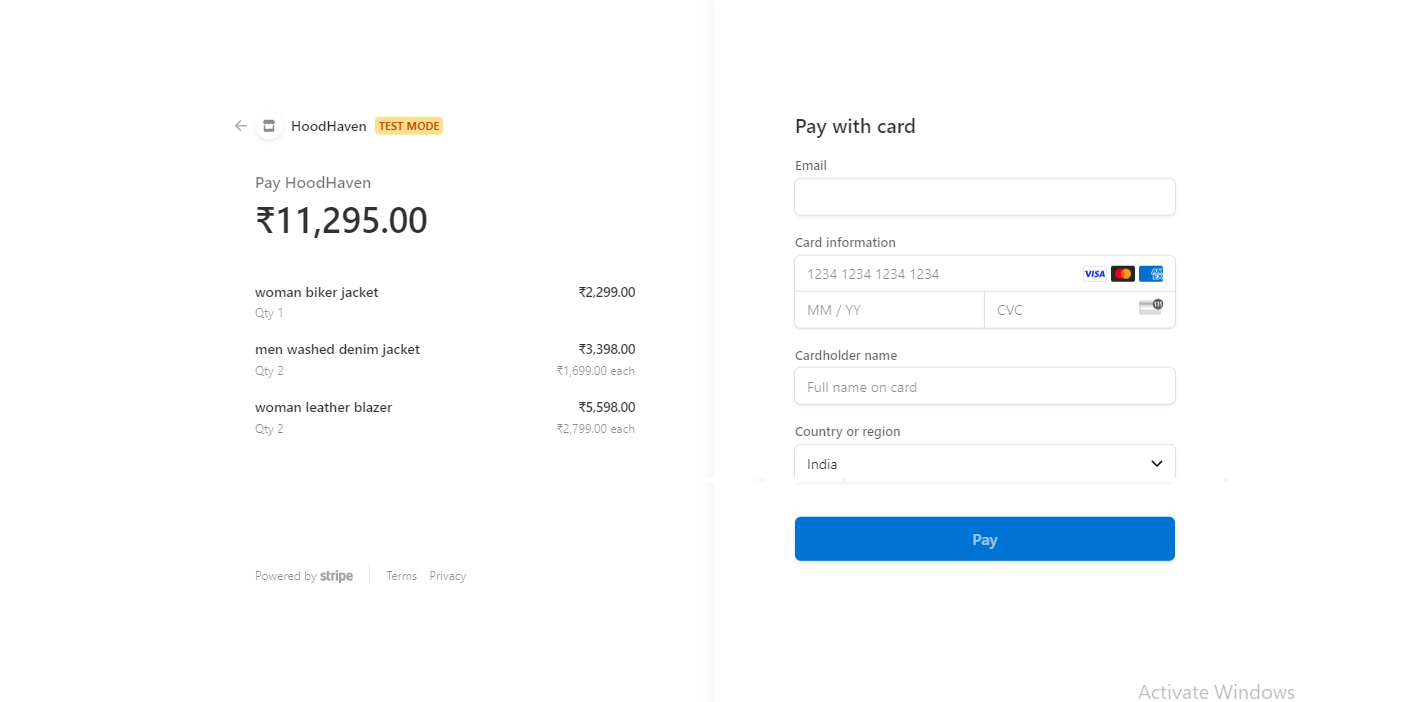 HoodHaven TEST MODE
Pay HoodHaven
₹11,295.00
woman biker jacket ₹2,299.00
Qty 1
men washed denim jacket ₹3,398.00
Qty 2 ₹1,699.00 each
woman leather blazer ₹5,598.00
Qty 2 ₹2,799.00 each
Powered by stripe Terms Privacy
Pay with card
Email
Card information
1234 1234 1234 1234 VISA
MM / YY CVC
Cardholder name
Full name on card
Country or region
India
Pay
Activate Windows